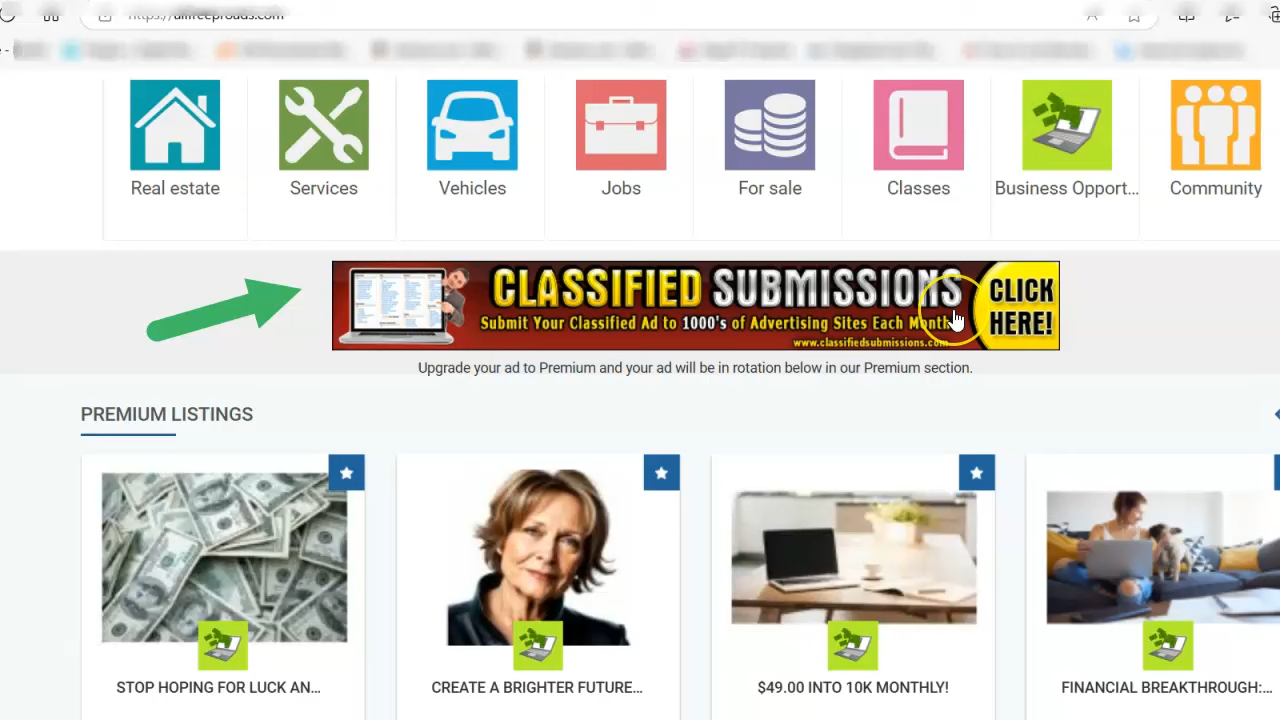 https://allfreeproads.com
Real estate
Services
Vehicles
Jobs
For sale
Classes
Business Opport...
Community
CLASSIFIED SUBMISSIONS
Submit Your Classified Ad to 1000's of Advertising Sites Each Month
www.classifiedsubmissions.com
CLICK
HERE!
Upgrade your ad to Premium and your ad will be in rotation below in our Premium section.
PREMIUM LISTINGS
STOP HOPING FOR LUCK AN...
CREATE A BRIGHTER FUTURE...
$49.00 INTO 10K MONTHLY!
FINANCIAL BREAKTHROUGH:...